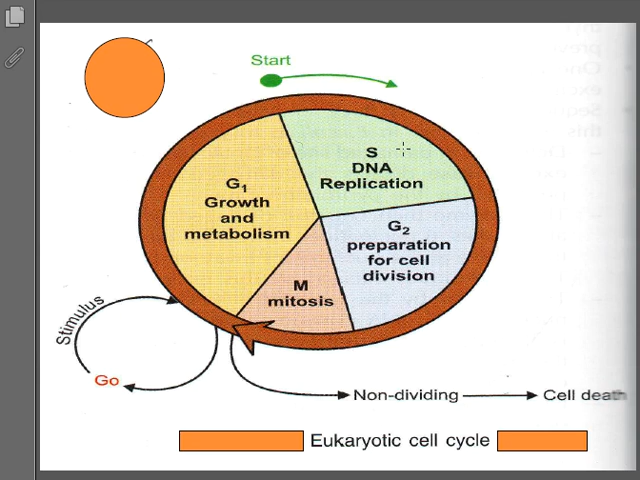 Start
S
DNA
Replication
G₁
Growth
and
metabolism
G₂
preparation
for cell
division
M
mitosis
Stimulus
Go
Non-dividing
Cell death
Eukaryotic cell cycle